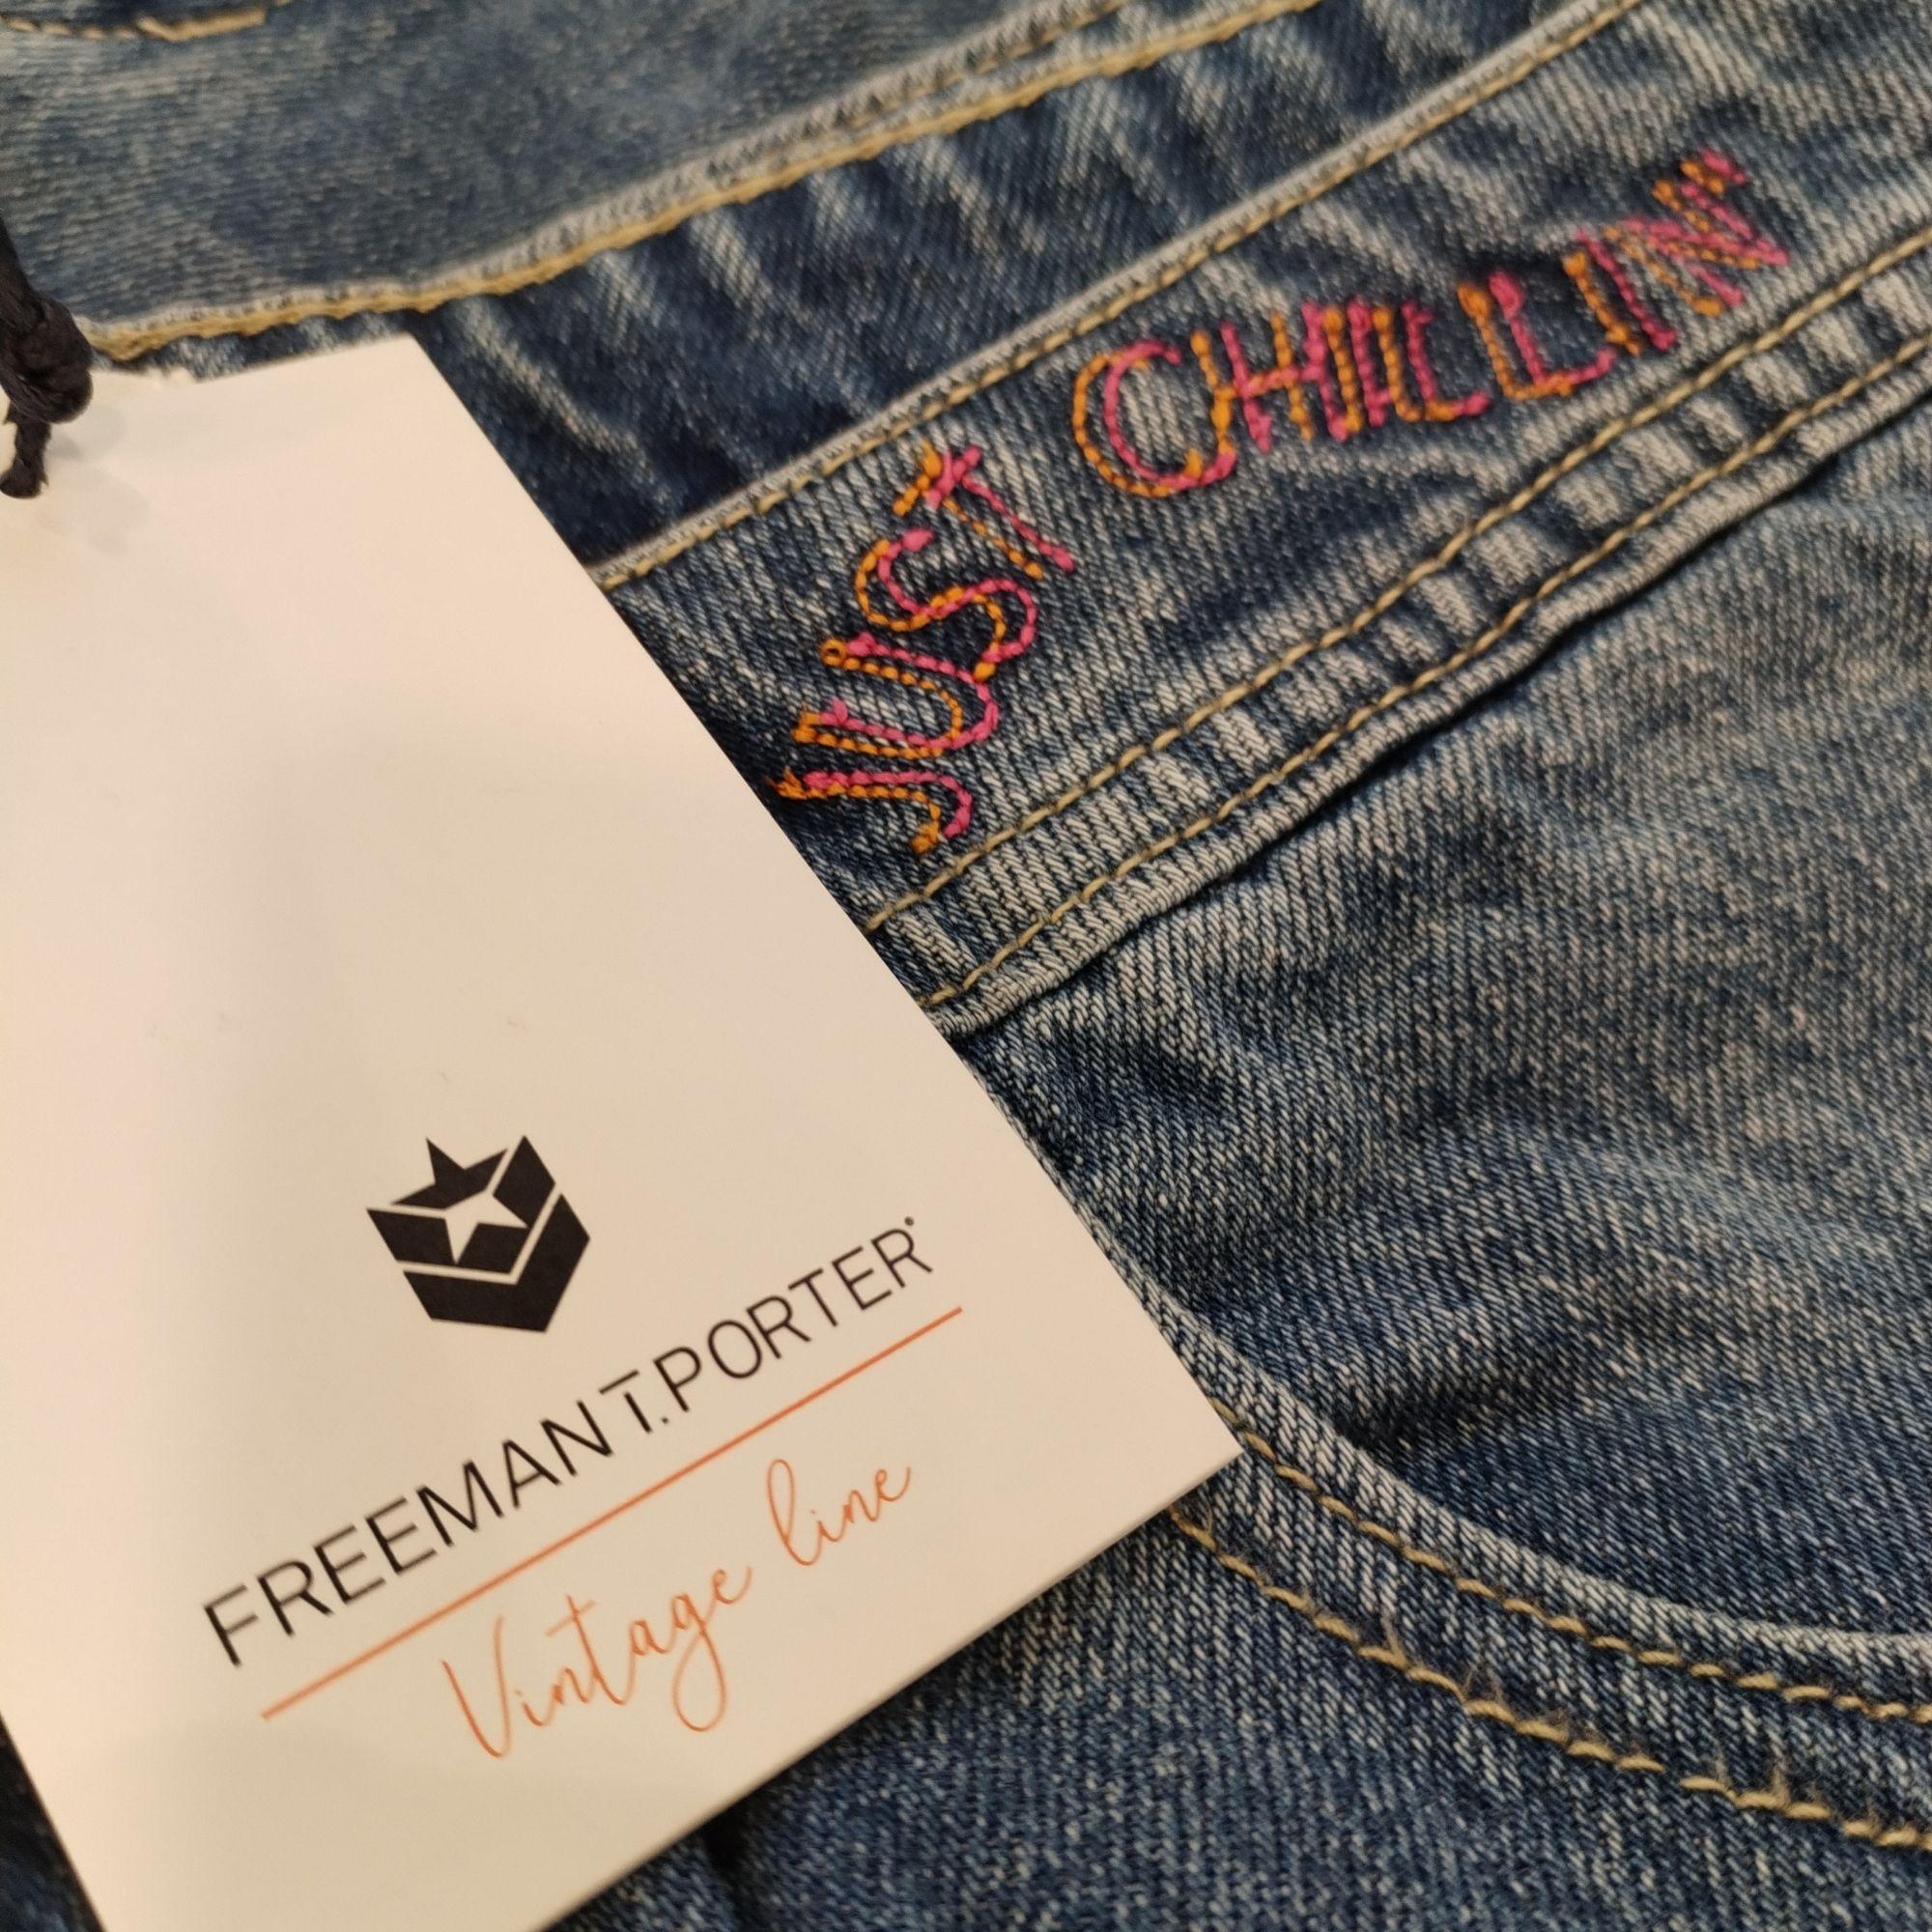 JUST CHILLIN'
FREEMAN T. PORTER
Vintage line